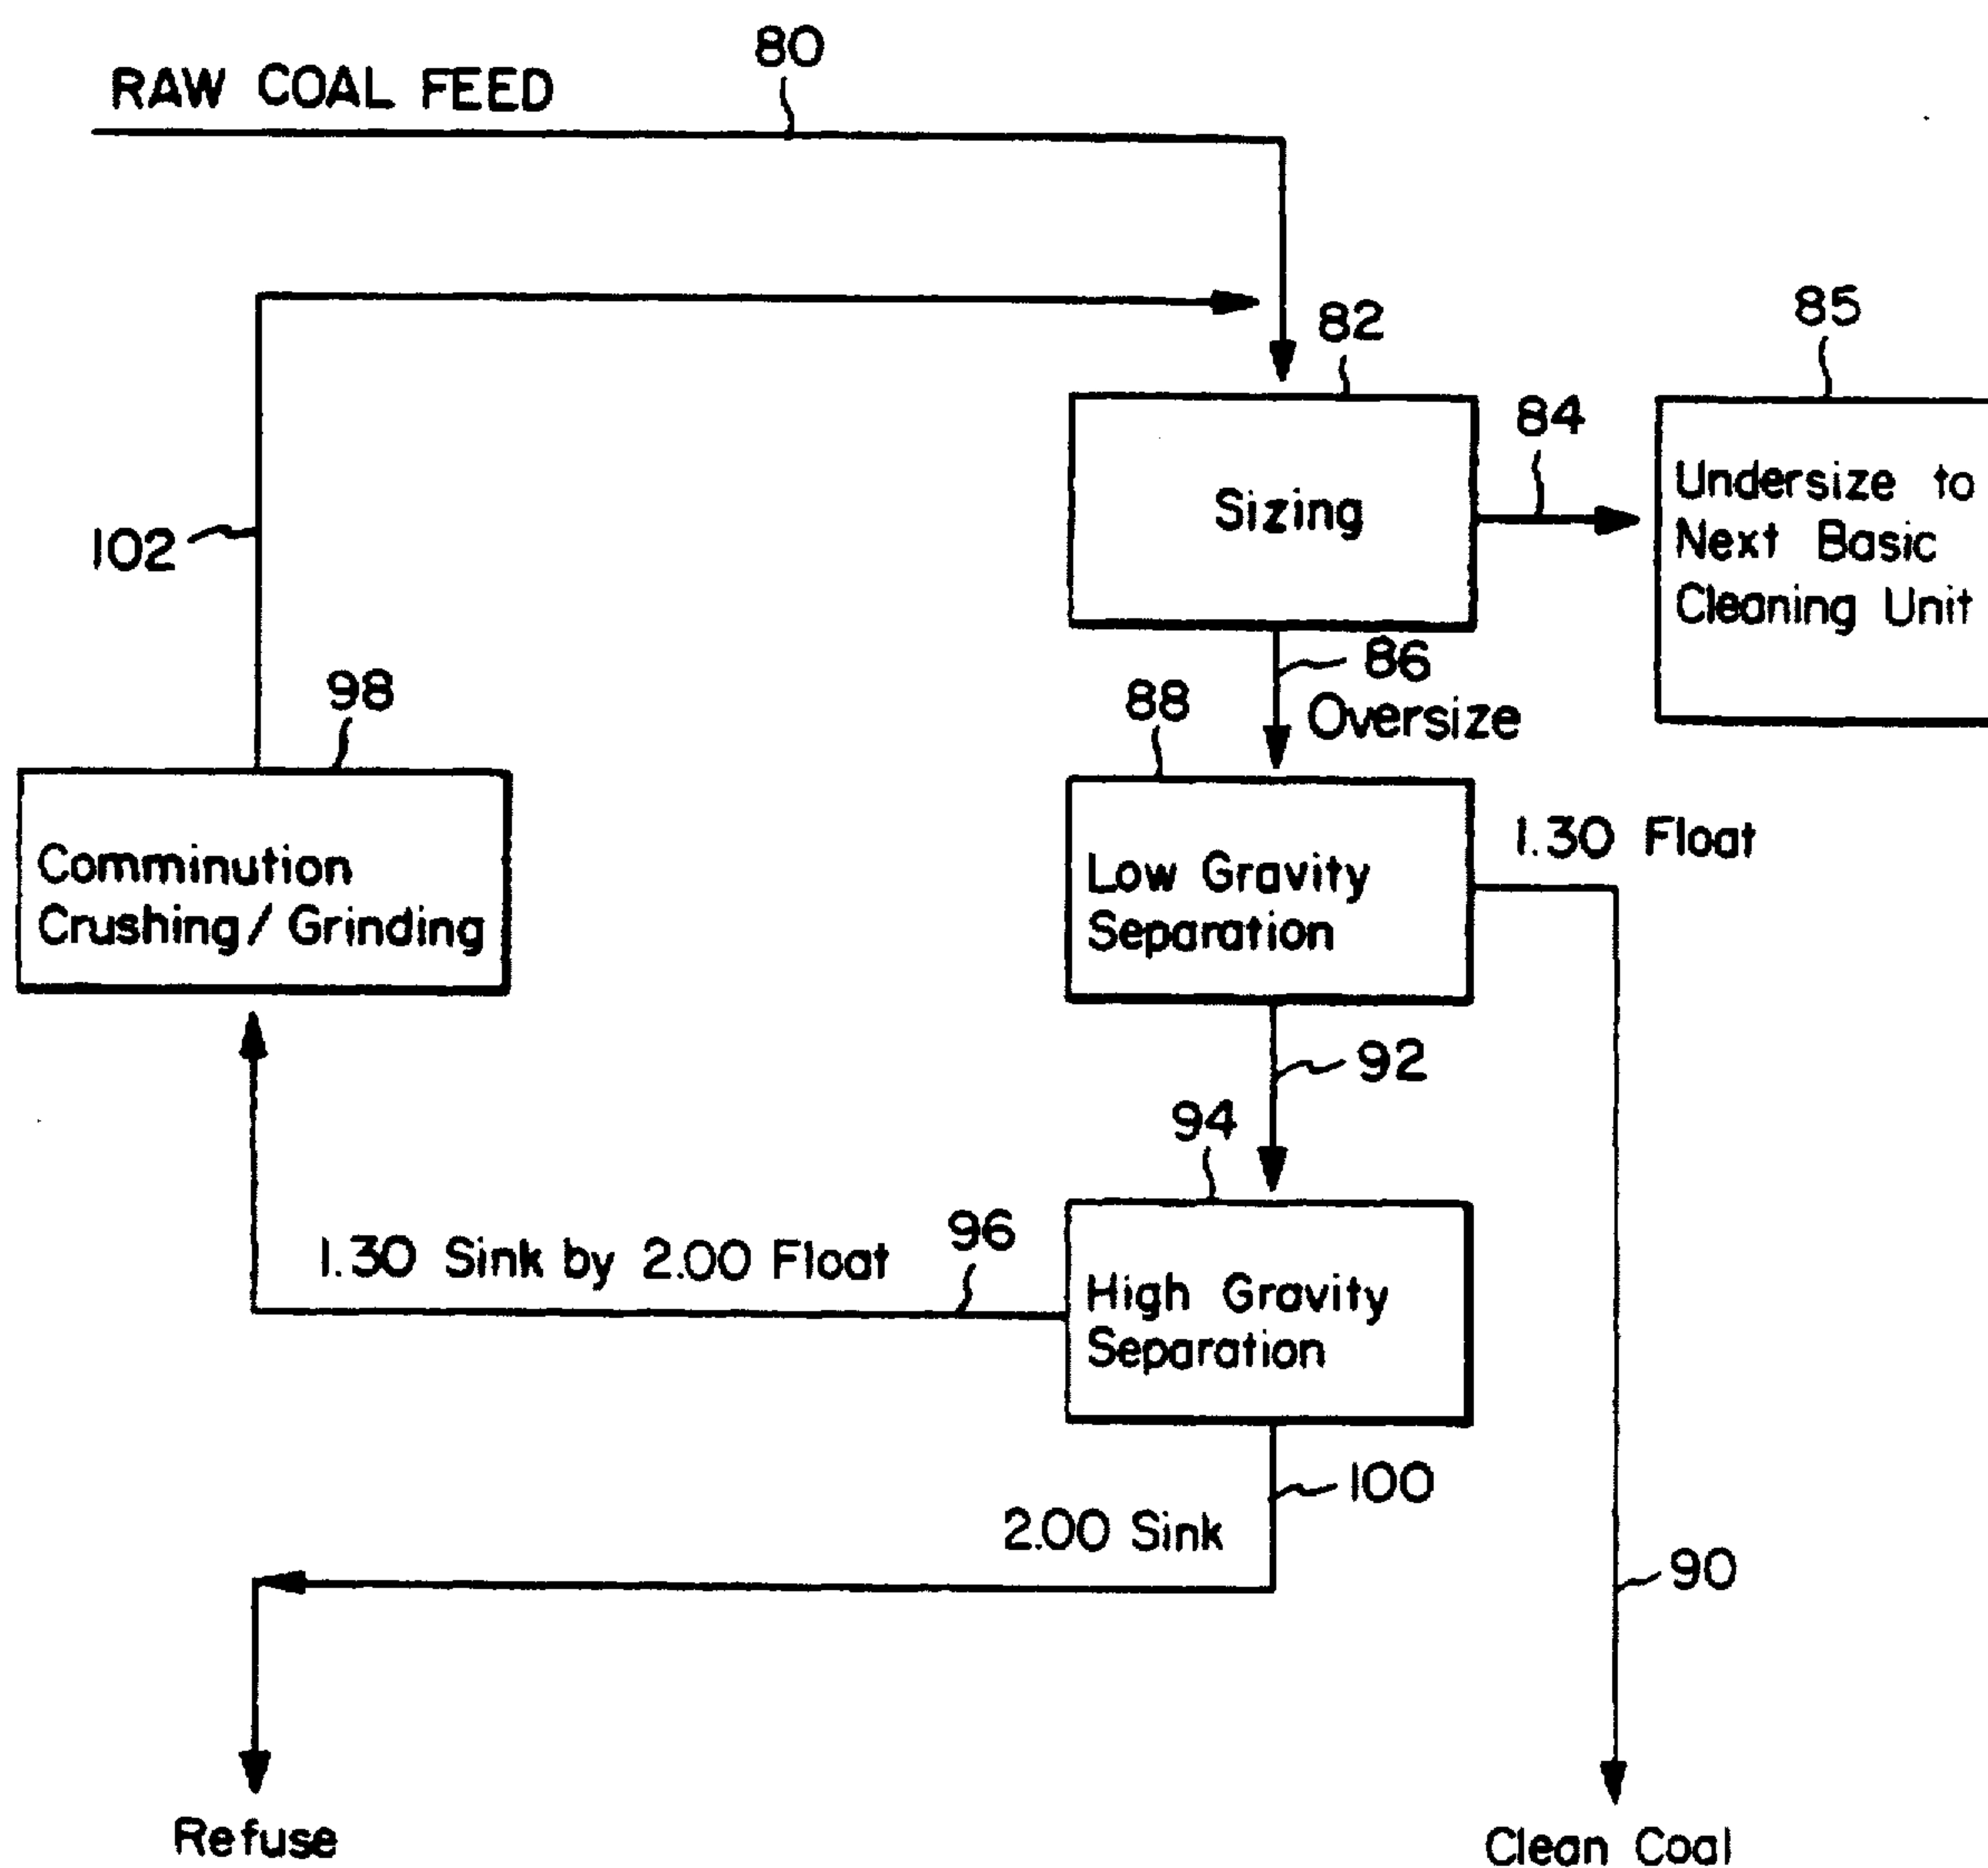 80
RAW COAL FEED
82
85
84
Sizing
Undersize to
Next Basic
Cleaning Unit
102
86
Oversize
98
88
1.30 Float
Comminution
Crushing/Grinding
Low Gravity
Separation
92
94
96
1.30 Sink by 2.00 Float
High Gravity
Separation
100
2.00 Sink
90
Refuse
Clean Coal